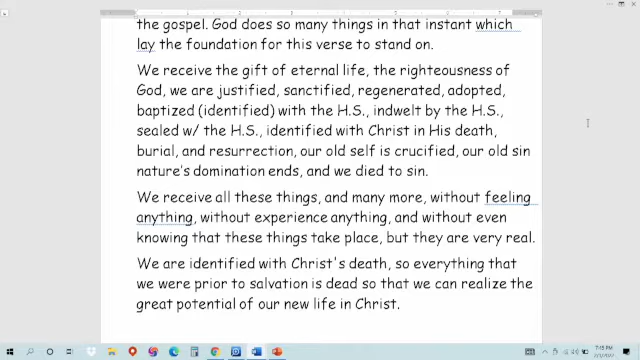 the gospel. God does so many things in that instant which
lay the foundation for this verse to stand on.
We receive the gift of eternal life, the righteousness of
God, we are justified, sanctified, regenerated, adopted,
baptized (identified) with the H.S., indwelt by the H.S.,
sealed w/ the H.S., identified with Christ in His death,
burial, and resurrection, our old self is crucified, our old sin
nature's domination ends, and we died to sin.
We receive all these things, and many more, without feeling
anything, without experience anything, and without even
knowing that these things take place, but they are very real.
We are identified with Christ's death, so everything that
we were prior to salvation is dead so that we can realize the
great potential of our new life in Christ.